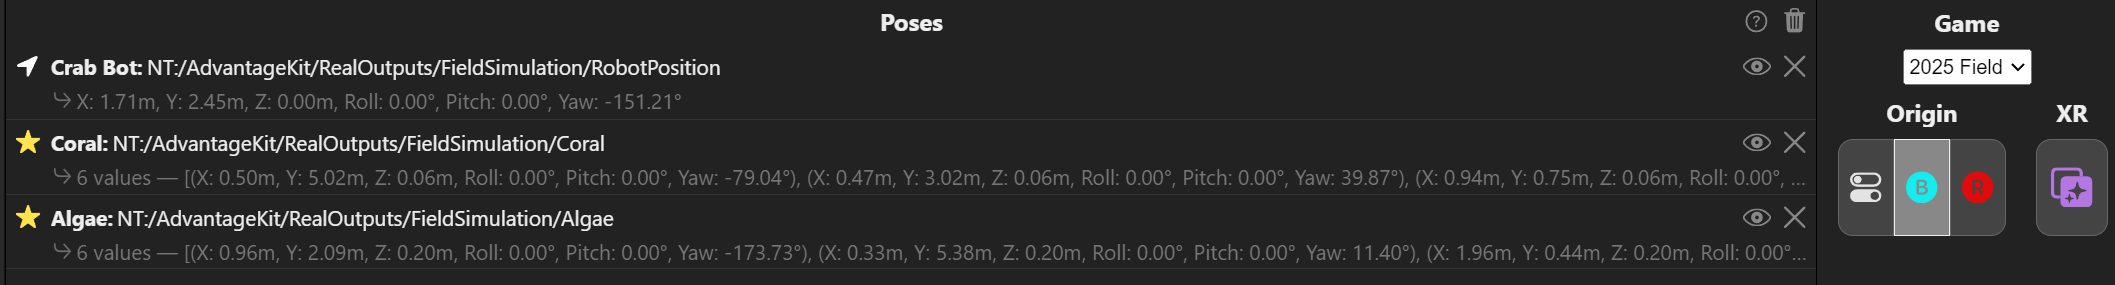 Poses
Crab Bot: NT:/AdvantageKit/RealOutputs/FieldSimulation/RobotPosition
X: 1.71m, Y: 2.45m, Z: 0.00m, Roll: 0.00°, Pitch: 0.00°, Yaw: -151.21°
Coral: NT:/AdvantageKit/RealOutputs/FieldSimulation/Coral
6 values — [(X: 0.50m, Y: 5.02m, Z: 0.06m, Roll: 0.00°, Pitch: 0.00°, Yaw: -79.04°), (X: 0.47m, Y: 3.02m, Z: 0.06m, Roll: 0.00°, Pitch: 0.00°, Yaw: 39.87°), (X: 0.94m, Y: 0.75m, Z: 0.06m, Roll: 0.00°, ...
Algae: NT:/AdvantageKit/RealOutputs/FieldSimulation/Algae
6 values — [(X: 0.96m, Y: 2.09m, Z: 0.20m, Roll: 0.00°, Pitch: 0.00°, Yaw: -173.73°), (X: 0.33m, Y: 5.38m, Z: 0.20m, Roll: 0.00°, Pitch: 0.00°, Yaw: 11.40°), (X: 1.96m, Y: 0.44m, Z: 0.20m, Roll: 0.00°...
Game
2025 Field
Origin
XR
B
R